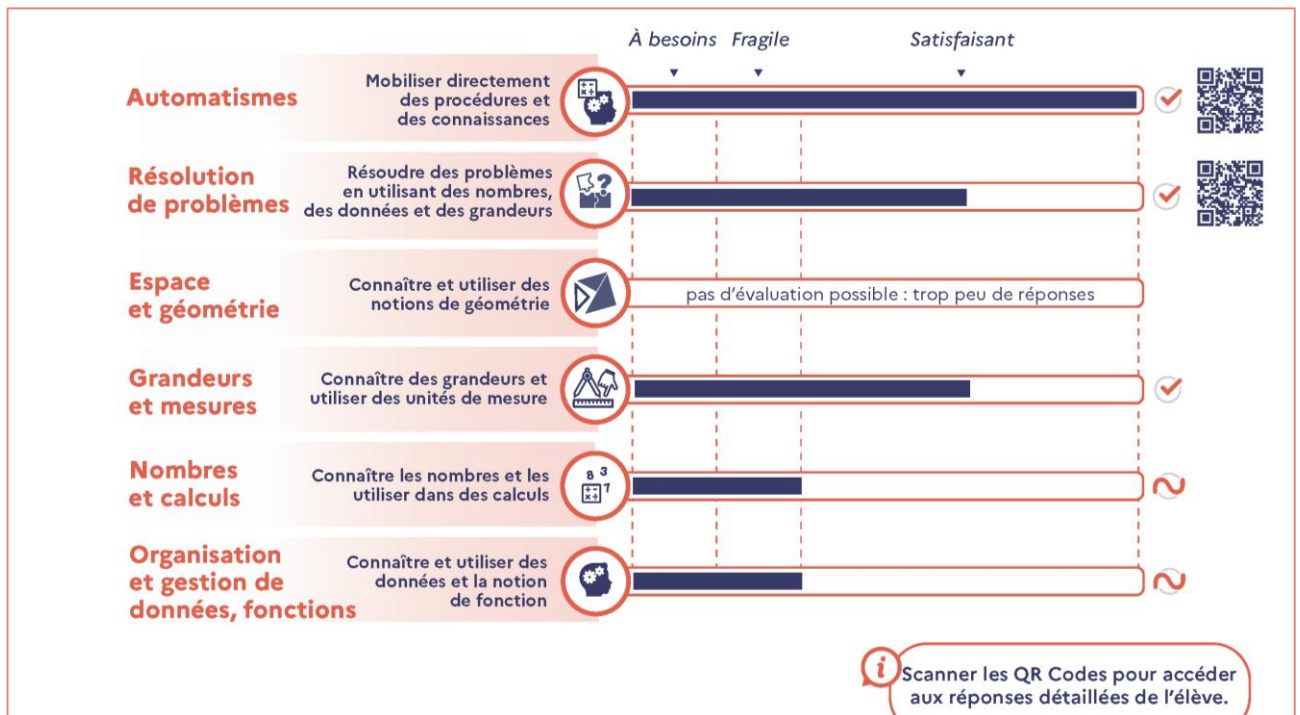 À besoins Fragile Satisfaisant
Automatismes
Mobiliser directement
des procédures et
des connaissances
Résolution
de problèmes
Résoudre des problèmes
en utilisant des nombres,
des données et des grandeurs
Espace
et géométrie
Connaître et utiliser des
notions de géométrie
pas d'évaluation possible : trop peu de réponses
Grandeurs
et mesures
Connaître des grandeurs et
utiliser des unités de mesure
Nombres
et calculs
Connaître les nombres et les
utiliser dans des calculs
8 3
7
Organisation
et gestion de
données, fonctions
Connaître et utiliser des
données et la notion
de fonction
i
Scanner les QR Codes pour accéder
aux réponses détaillées de l'élève.